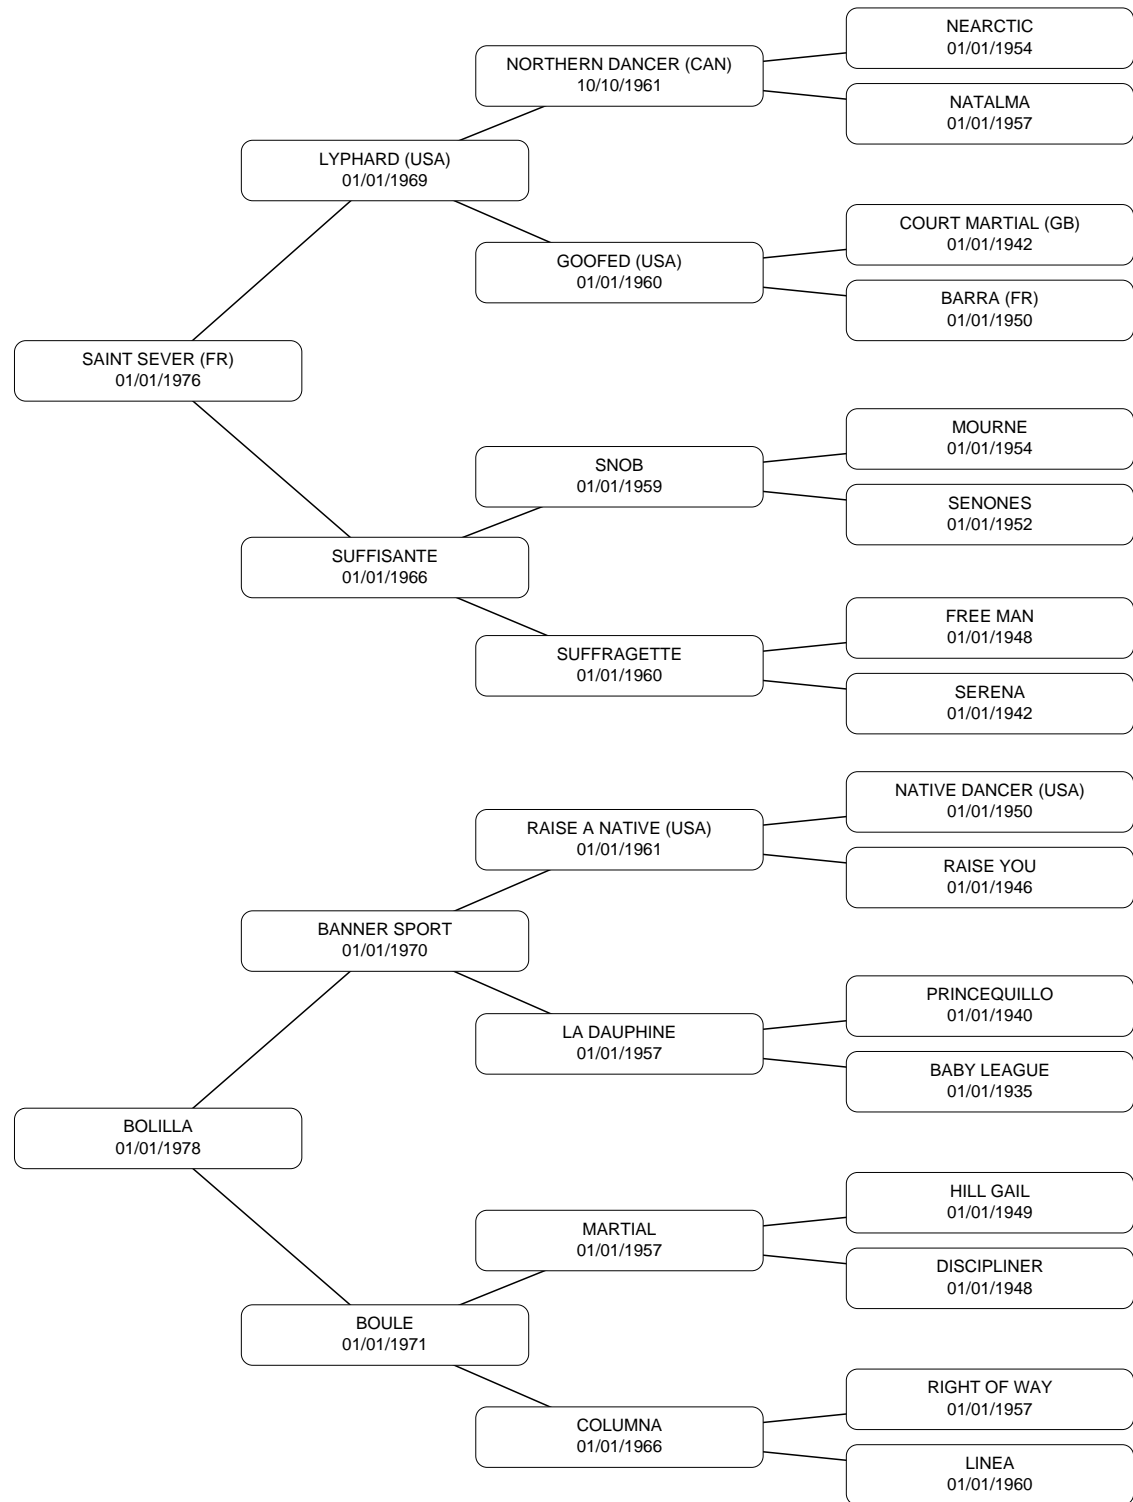 NEARCTIC
01/01/1954
NORTHERN DANCER (CAN)
10/10/1961
NATALMA
01/01/1957
LYPHARD (USA)
01/01/1969
COURT MARTIAL (GB)
01/01/1942
GOOFED (USA)
01/01/1960
BARRA (FR)
01/01/1950
SAINT SEVER (FR)
01/01/1976
MOURNE
01/01/1954
SNOB
01/01/1959
SENONES
01/01/1952
SUFFISANTE
01/01/1966
FREE MAN
01/01/1948
SUFFRAGETTE
01/01/1960
SERENA
01/01/1942
NATIVE DANCER (USA)
01/01/1950
RAISE A NATIVE (USA)
01/01/1961
RAISE YOU
01/01/1946
BANNER SPORT
01/01/1970
PRINCEQUILLO
01/01/1940
LA DAUPHINE
01/01/1957
BABY LEAGUE
01/01/1935
BOLILLA
01/01/1978
HILL GAIL
01/01/1949
MARTIAL
01/01/1957
DISCIPLINER
01/01/1948
BOULE
01/01/1971
RIGHT OF WAY
01/01/1957
COLUMNA
01/01/1966
LINEA
01/01/1960